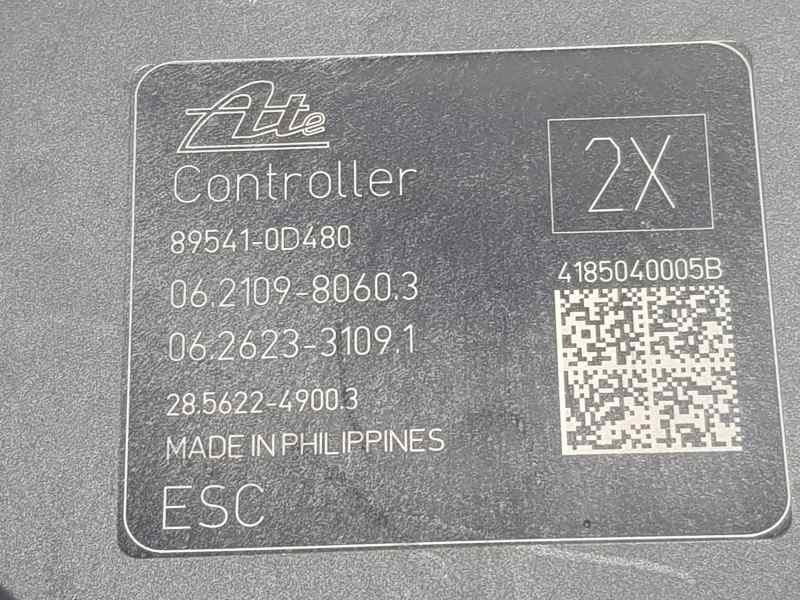 Ate
Controller
89541-0D480
06.2109-8060.3
06.2623-3109.1
28.5622-4900.3
MADE IN PHILIPPINES
ESC
2X
4185040005B